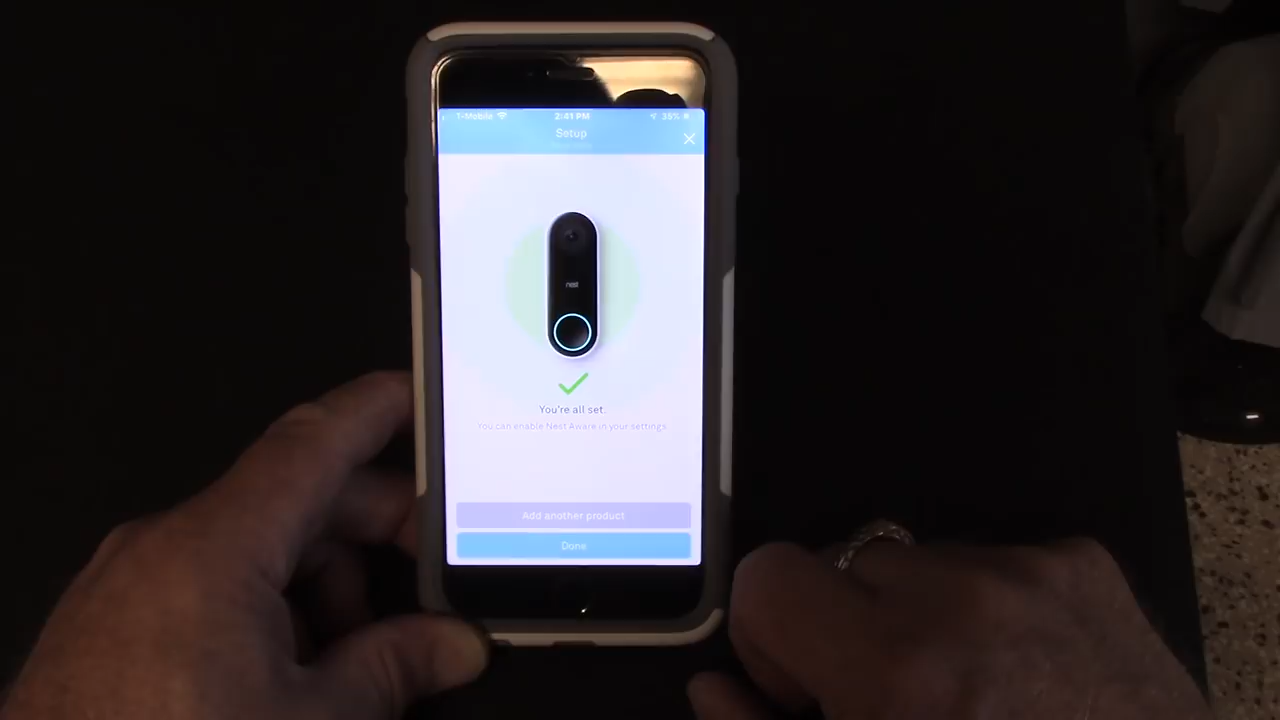 T-Mobile 2:41 PM 35%
Setup
nest
You're all set.
You can enable Nest Aware in your settings
Add another product
Done